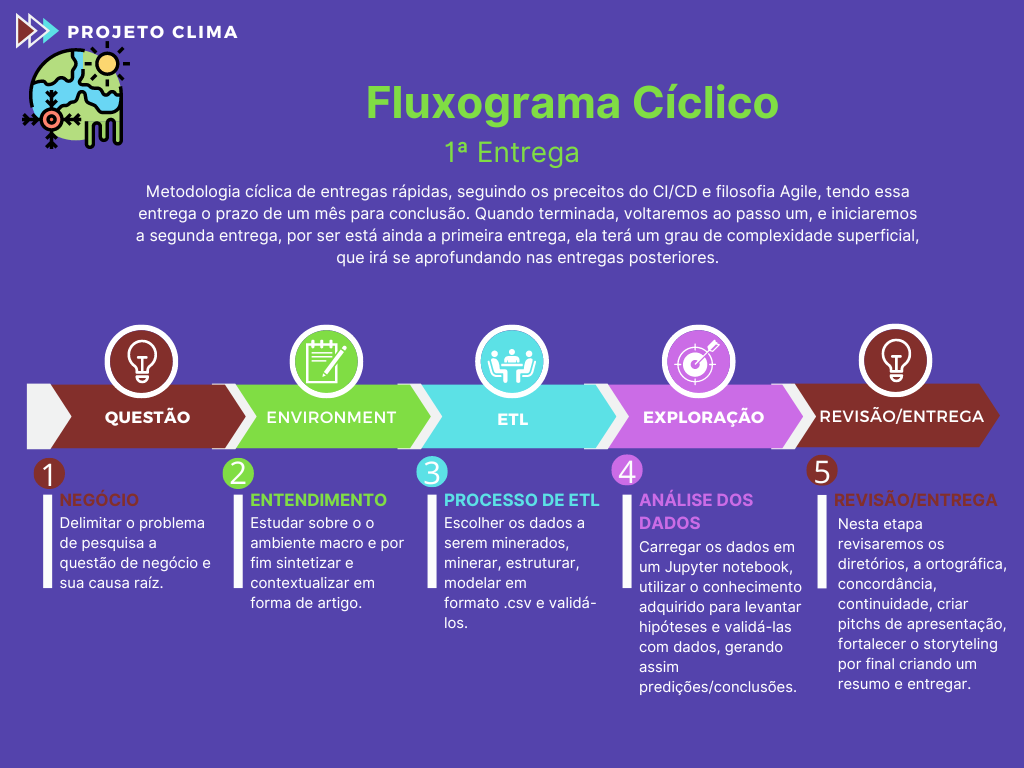 PROJETO CLIMA
Fluxograma Cíclico
1ª Entrega
Metodologia cíclica de entregas rápidas, seguindo os preceitos do CI/CD e filosofia Agile, tendo essa
entrega o prazo de um mês para conclusão. Quando terminada, voltaremos ao passo um, e iniciaremos
a segunda entrega, por ser está ainda a primeira entrega, ela terá um grau de complexidade superficial,
que irá se aprofundando nas entregas posteriores.
QUESTÃO
ENVIRONMENT
ETL
EXPLORAÇÃO
REVISÃO/ENTREGA
1
NEGÓCIO
Delimitar o problema
de pesquisa a
questão de negócio e
sua causa raíz.
2
ENTENDIMENTO
Estudar sobre o o
ambiente macro e por
fim sintetizar e
contextualizar em
forma de artigo.
3
PROCESSO DE ETL
Escolher os dados a
serem minerados,
minerar, estruturar,
modelar em
formato .csv e validá-
los.
4
ANÁLISE DOS
DADOS
Carregar os dados em
um Jupyter notebook,
utilizar o conhecimento
adquirido para levantar
hipóteses e validá-las
com dados, gerando
assim
predições/conclusões.
5
REVISÃO/ENTREGA
Nesta etapa
revisaremos os
diretórios, a ortográfica,
concordância,
continuidade, criar
pitchs de apresentação,
fortalecer o storyteling
por final criando um
resumo e entregar.